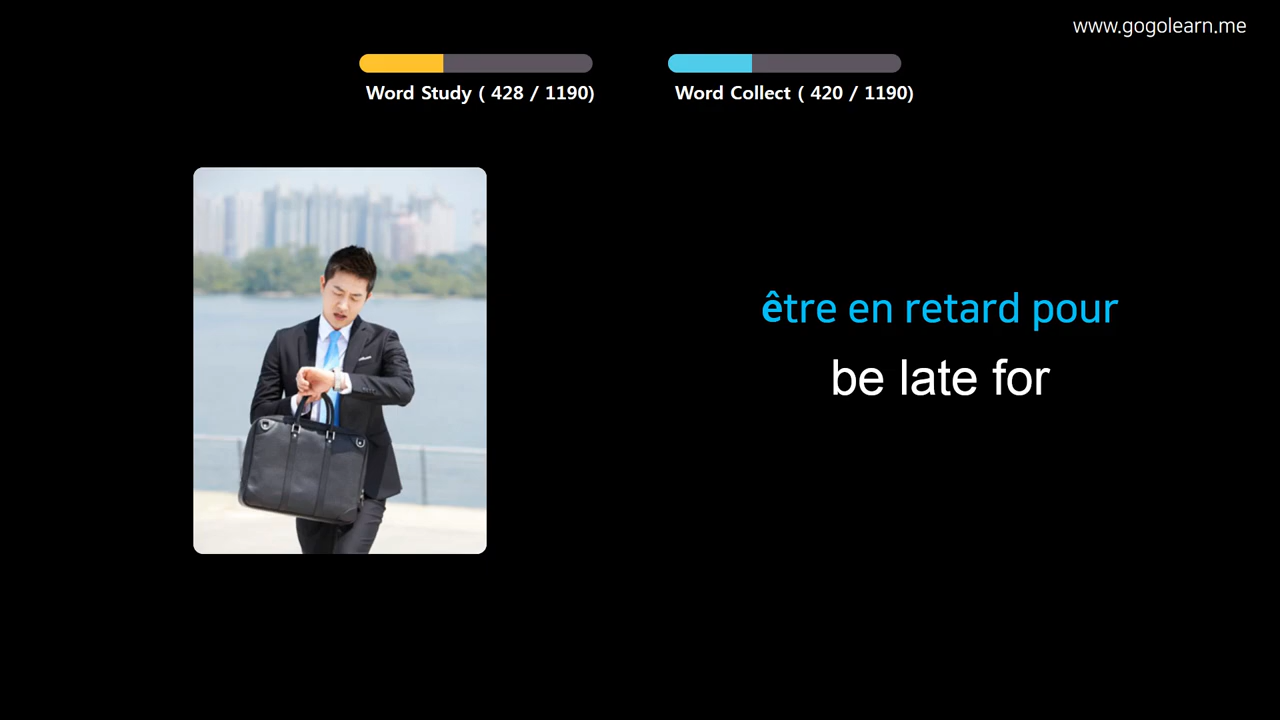 www.gogolearn.me
Word Study ( 428 / 1190)
Word Collect ( 420 / 1190)
être en retard pour
be late for